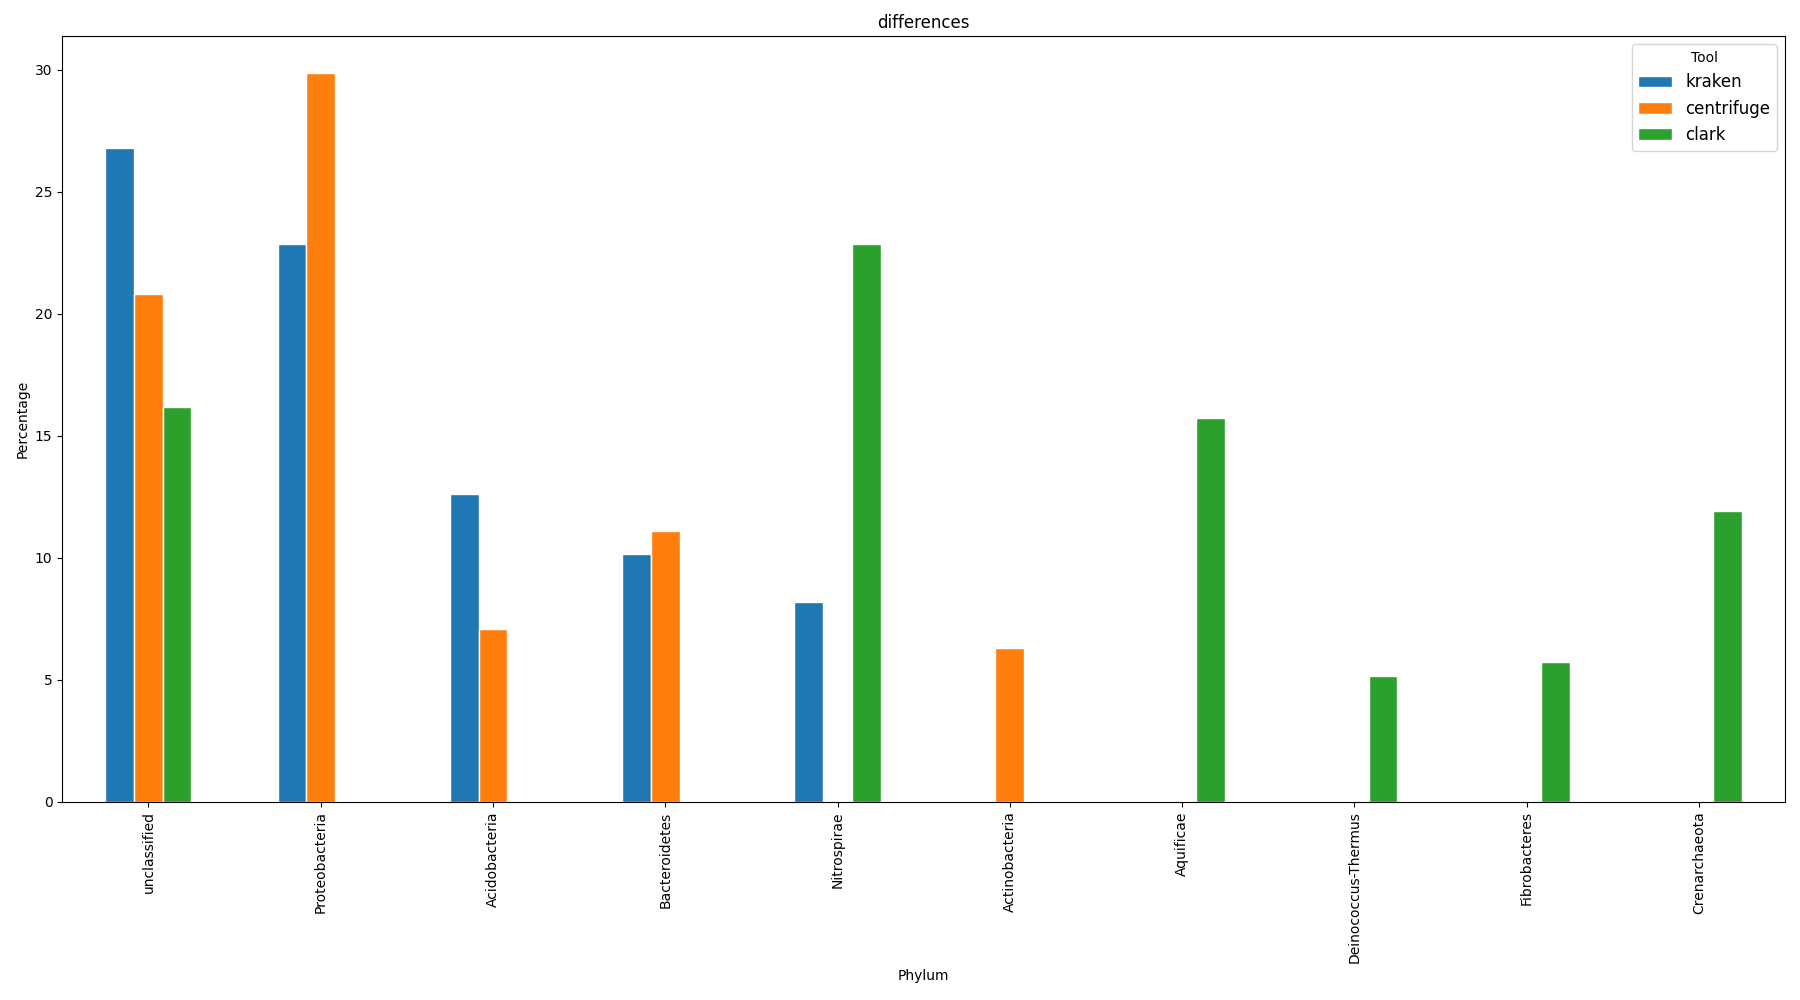 differences
Tool
kraken
centrifuge
clark
Percentage
30
25
20
15
10
5
0
unclassified
Proteobacteria
Acidobacteria
Bacteroidetes
Nitrospirae
Actinobacteria
Aquificae
Deinococcus-Thermus
Fibrobacteres
Crenarchaeota
Phylum